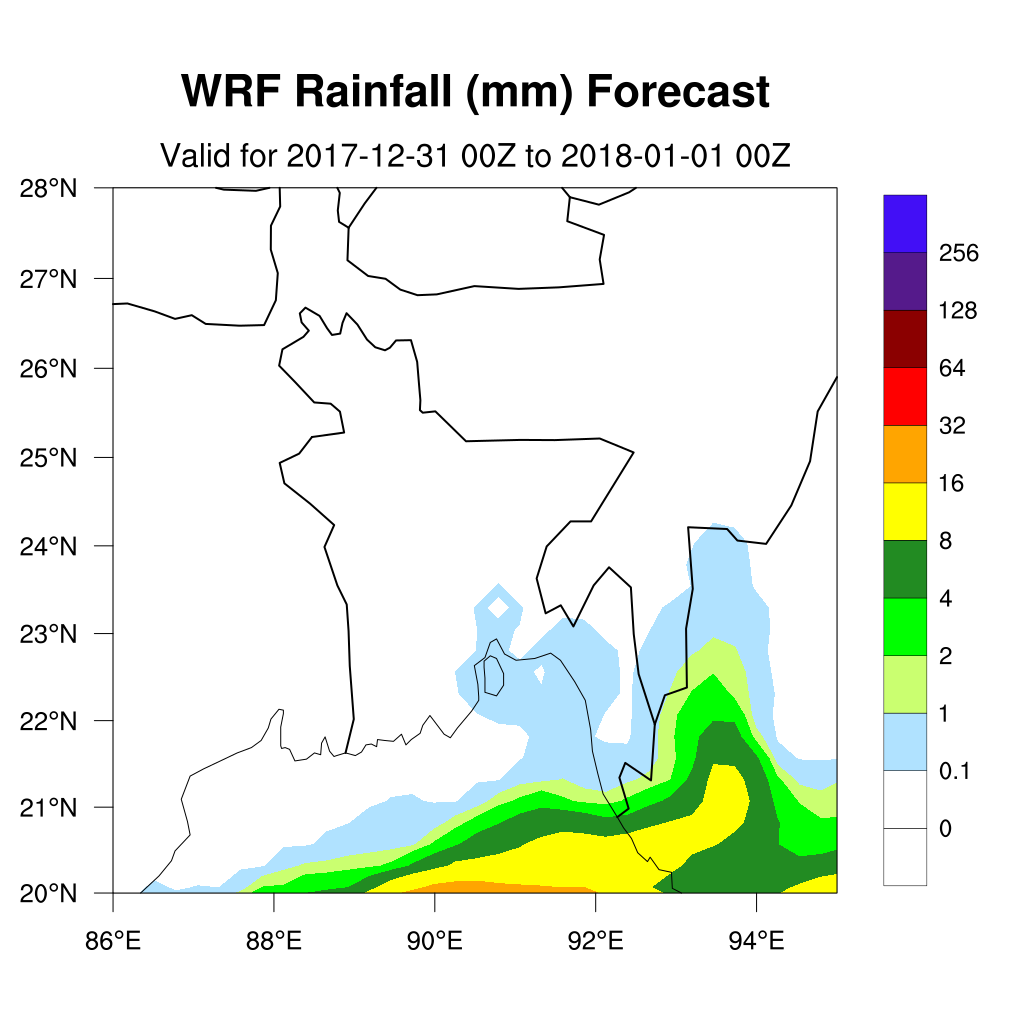 WRF Rainfall (mm) Forecast
Valid for 2017-12-31 00Z to 2018-01-01 00Z
28°N
27°N
26°N
25°N
24°N
23°N
22°N
21°N
20°N
86°E 88°E 90°E 92°E 94°E
256
128
64
32
16
8
4
2
1
0.1
0